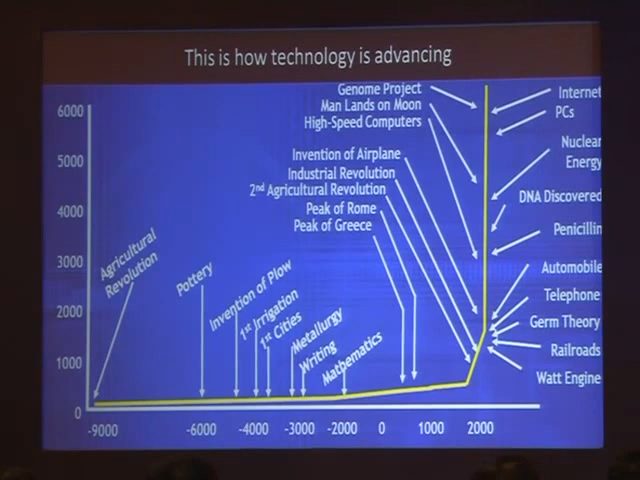 This is how technology is advancing
6000
5000
4000
3000
2000
1000
0
-9000
-6000
-4000
-3000
-2000
0
1000
2000
Agricultural
Revolution
Pottery
Invention of Plow
1st Irrigation
1st Cities
Metallurgy
Writing
Mathematics
Genome Project
Man Lands on Moon
High-Speed Computers
Invention of Airplane
Industrial Revolution
2nd Agricultural Revolution
Peak of Rome
Peak of Greece
Internet
PCs
Nuclear
Energy
DNA Discovered
Penicillin
Automobile
Telephone
Germ Theory
Railroads
Watt Engine